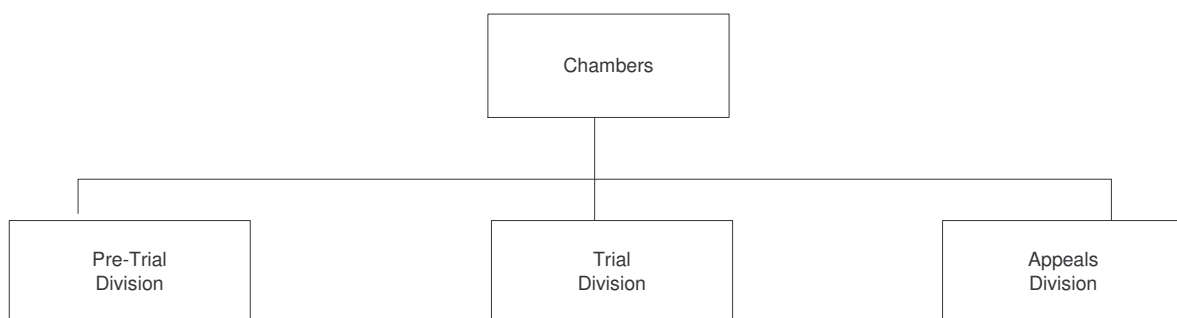 Chambers
Pre-Trial
Division
Trial
Division
Appeals
Division